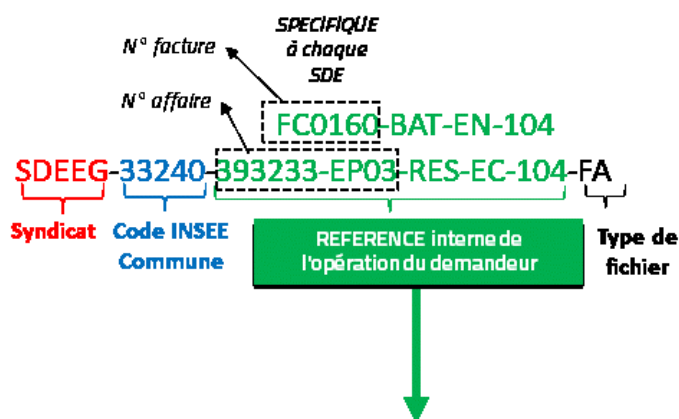 SPECIFIQUE
à chaque
SDE
N° facture
N° affaire
FC0160-BAT-EN-104
SDEEG-33240-393233-EP03-RES-EC-104-FA
Syndicat
Code INSEE
Commune
REFERENCE interne de
l'opération du demandeur
Type de
fichier